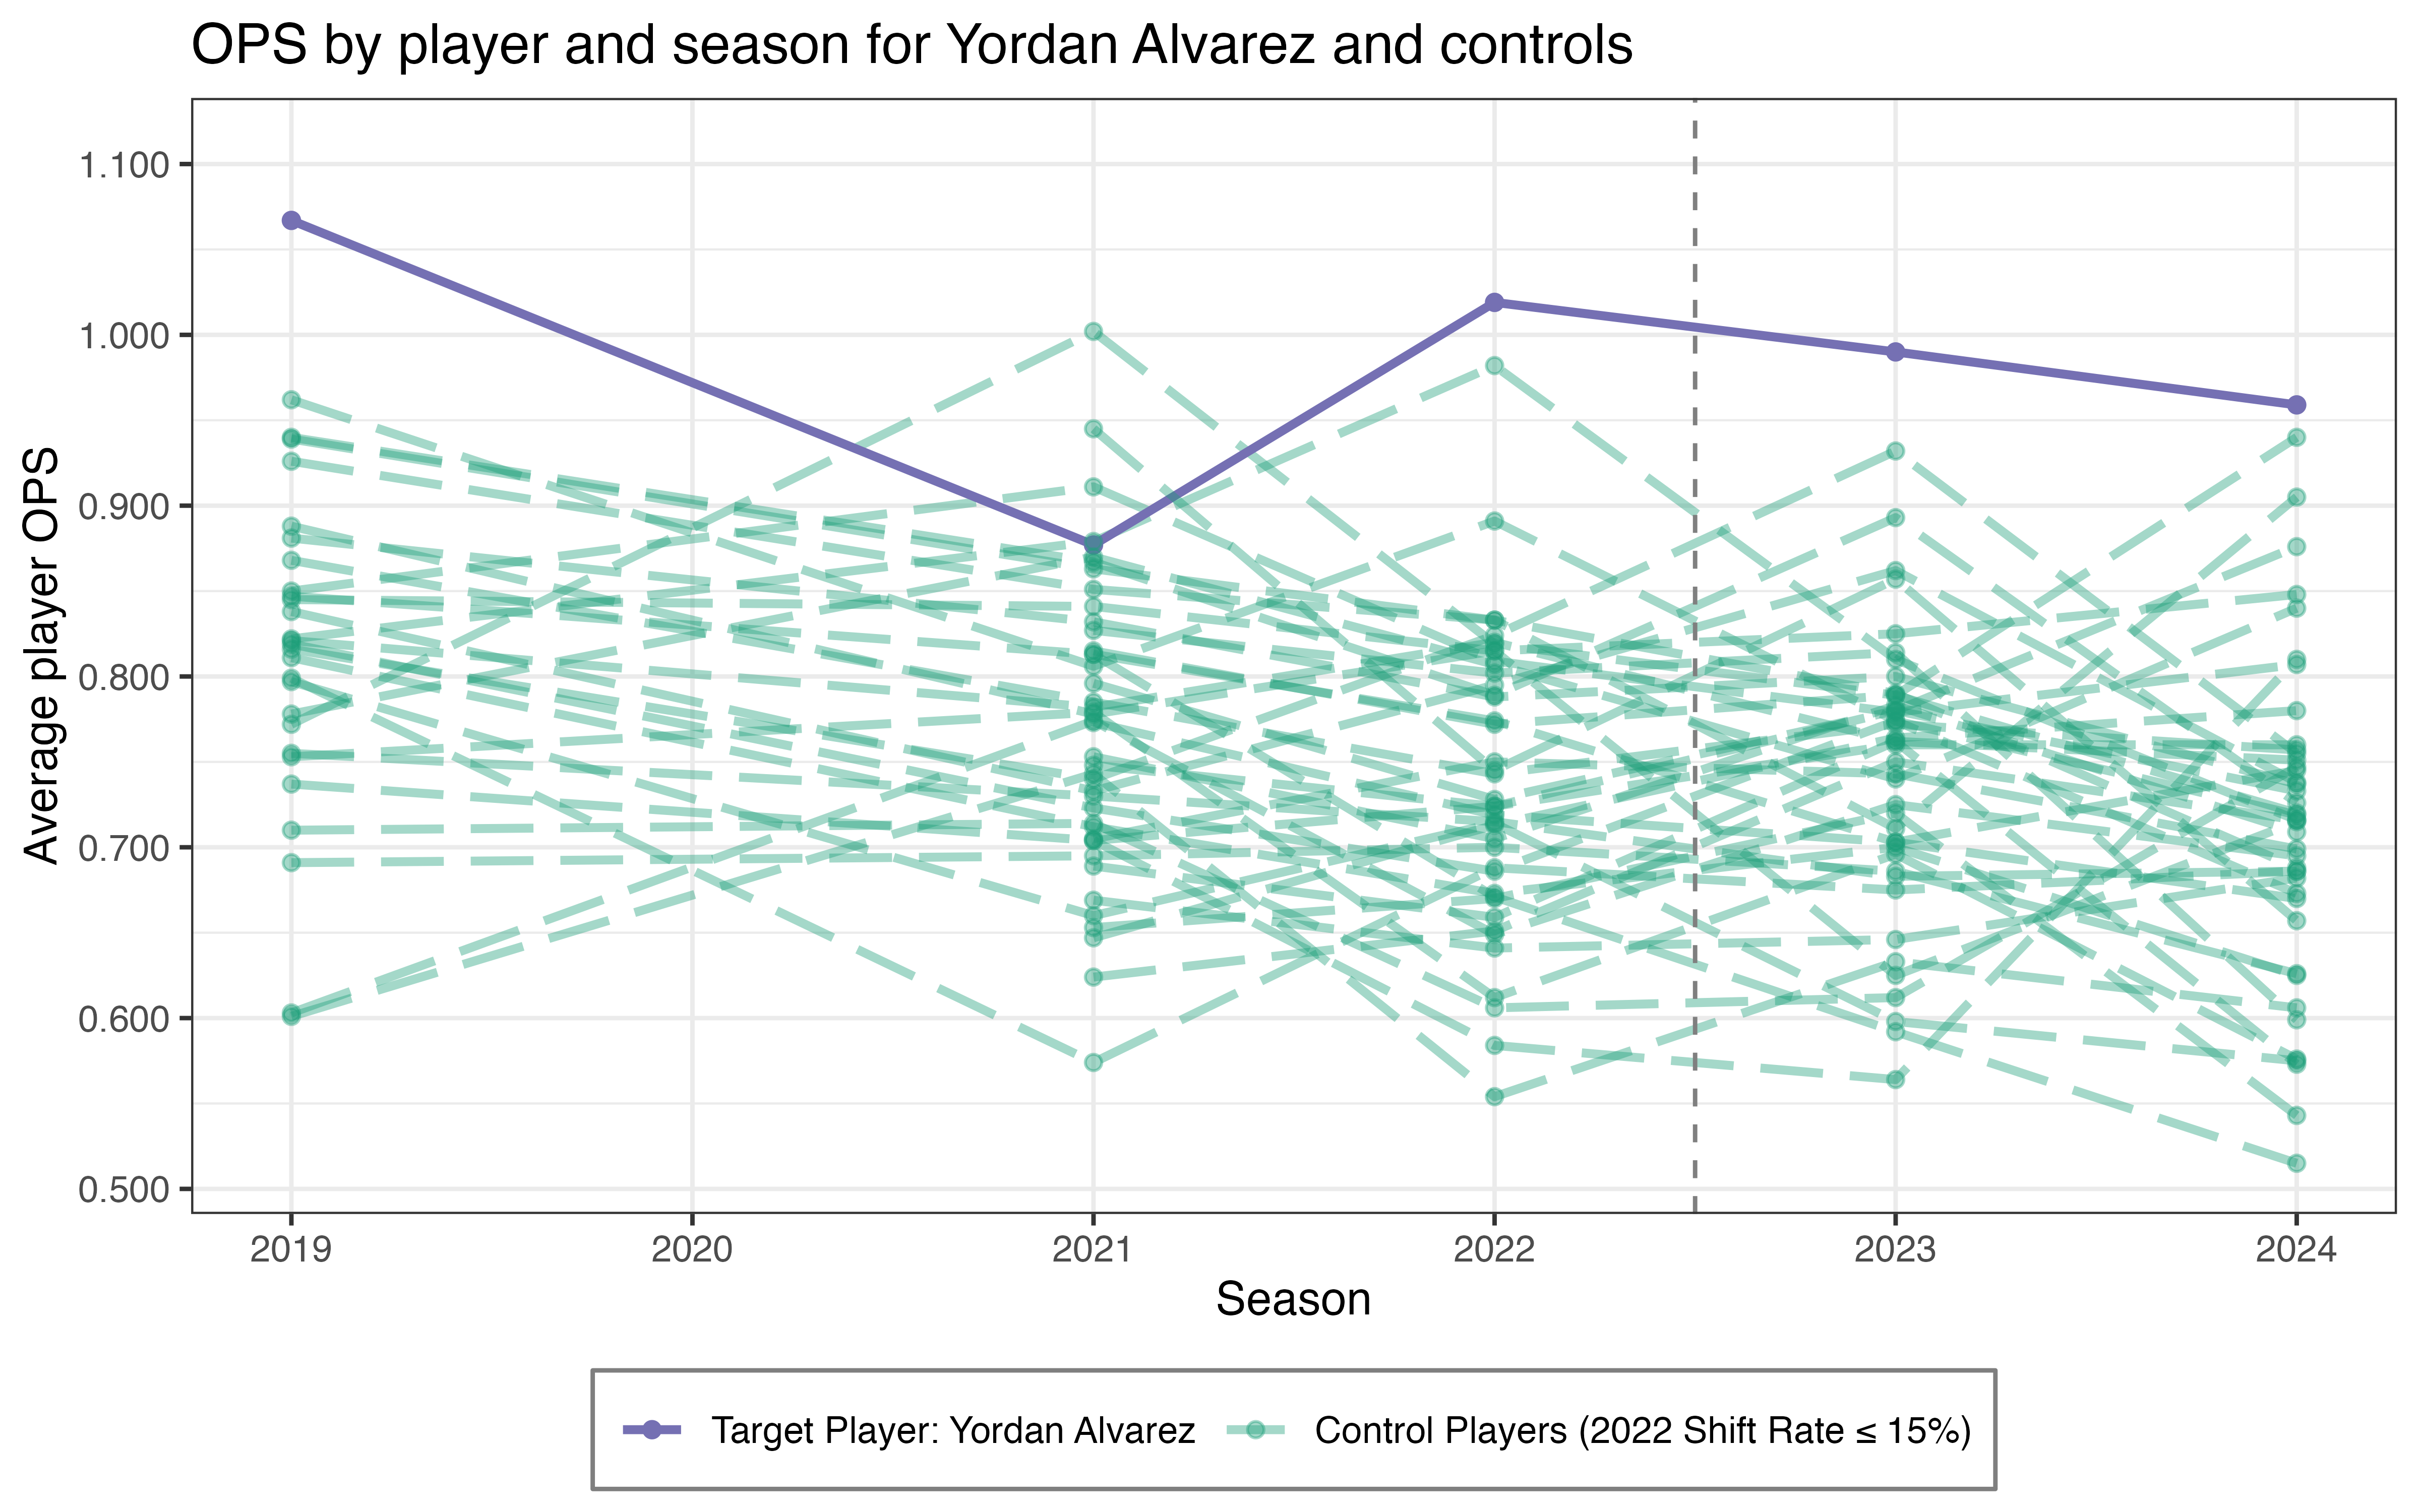 OPS by player and season for Yordan Alvarez and controls
Average player OPS
1.100
1.000
0.900
0.800
0.700
0.600
0.500
2019 2020 2021 2022 2023 2024
Season
Target Player: Yordan Alvarez Control Players (2022 Shift Rate ≤ 15%)